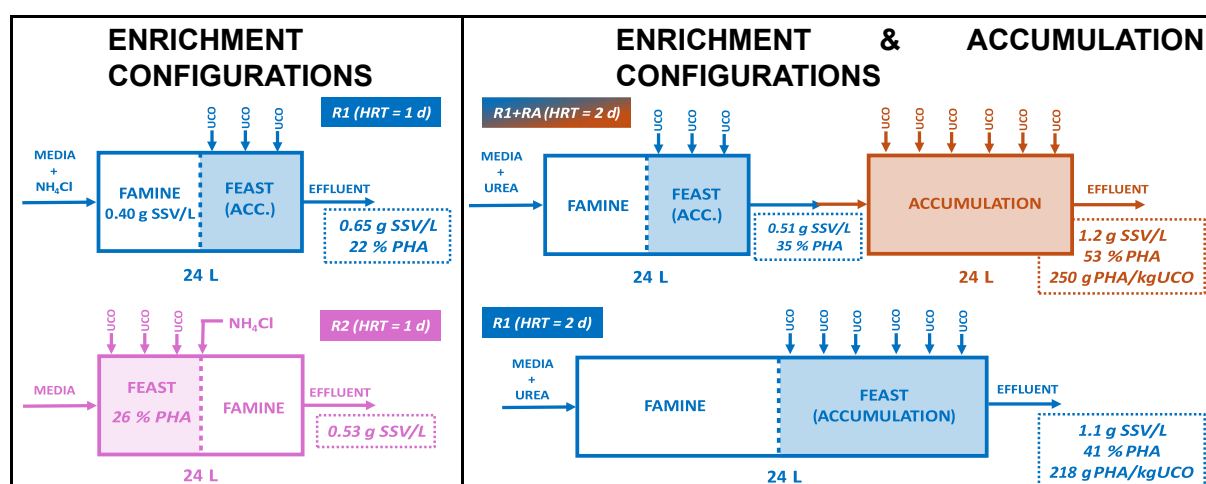 ENRICHMENT
CONFIGURATIONS
R1 (HRT = 1 d)
UCO
UCO
UCO
MEDIA
+
NH₄Cl
FAMINE
0.40 g SSV/L
FEAST
(ACC.)
EFFLUENT
0.65 g SSV/L
22 % PHA
24 L
R2 (HRT = 1 d)
UCO
UCO
UCO
NH₄Cl
MEDIA
FEAST
26 % PHA
FAMINE
EFFLUENT
0.53 g SSV/L
24 L
ENRICHMENT & ACCUMULATION
CONFIGURATIONS
R1+RA (HRT = 2 d)
UCO
UCO
UCO
MEDIA
+
UREA
FAMINE
FEAST
(ACC.)
0.51 g SSV/L
35 % PHA
24 L
UCO
UCO
UCO
UCO
UCO
UCO
ACCUMULATION
EFFLUENT
1.2 g SSV/L
53 % PHA
250 g PHA/kgUCO
24 L
R1 (HRT = 2 d)
UCO
UCO
UCO
UCO
UCO
UCO
MEDIA
+
UREA
FAMINE
FEAST
(ACCUMULATION)
EFFLUENT
1.1 g SSV/L
41 % PHA
218 g PHA/kgUCO
24 L